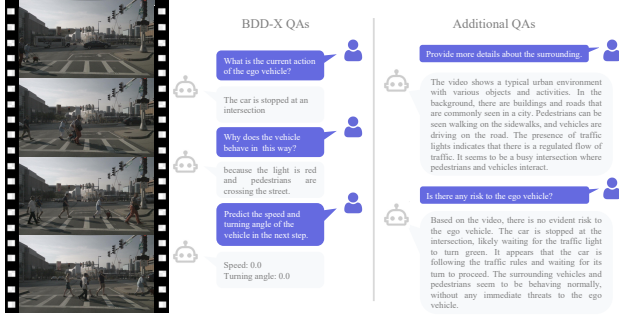 BDD-X QAs
What is the current action
of the ego vehicle?
The car is stopped at an
intersection
Why does the vehicle
behave in this way?
because the light is red
and pedestrians are
crossing the street.
Predict the speed and
turning angle of the
vehicle in the next step.
Speed: 0.0
Turning angle: 0.0
Additional QAs
Provide more details about the surrounding.
The video shows a typical urban environment
with various objects and activities. In the
background, there are buildings and roads that
are commonly seen in a city. Pedestrians can be
seen walking on the sidewalks, and vehicles are
driving on the road. The presence of traffic
lights indicates that there is a regulated flow of
traffic. It seems to be a busy intersection where
pedestrians and vehicles interact.
Is there any risk to the ego vehicle?
Based on the video, there is no evident risk to
the ego vehicle. The car is stopped at the
intersection, likely waiting for the traffic light
to turn green. It appears that the car is
following the traffic rules and waiting for its
turn to proceed. The surrounding vehicles and
pedestrians seem to be behaving normally,
without any immediate threats to the ego
vehicle.